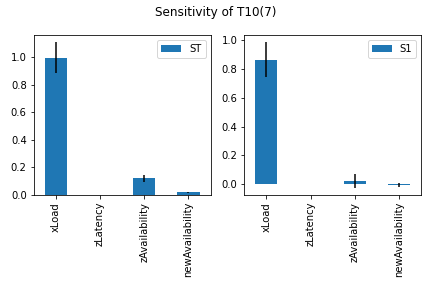 Sensitivity of T10(7)
ST
1.0
0.8
0.6
0.4
0.2
0.0
xLoad
zLatency
zAvailability
newAvailability
S1
1.0
0.8
0.6
0.4
0.2
0.0
xLoad
zLatency
zAvailability
newAvailability